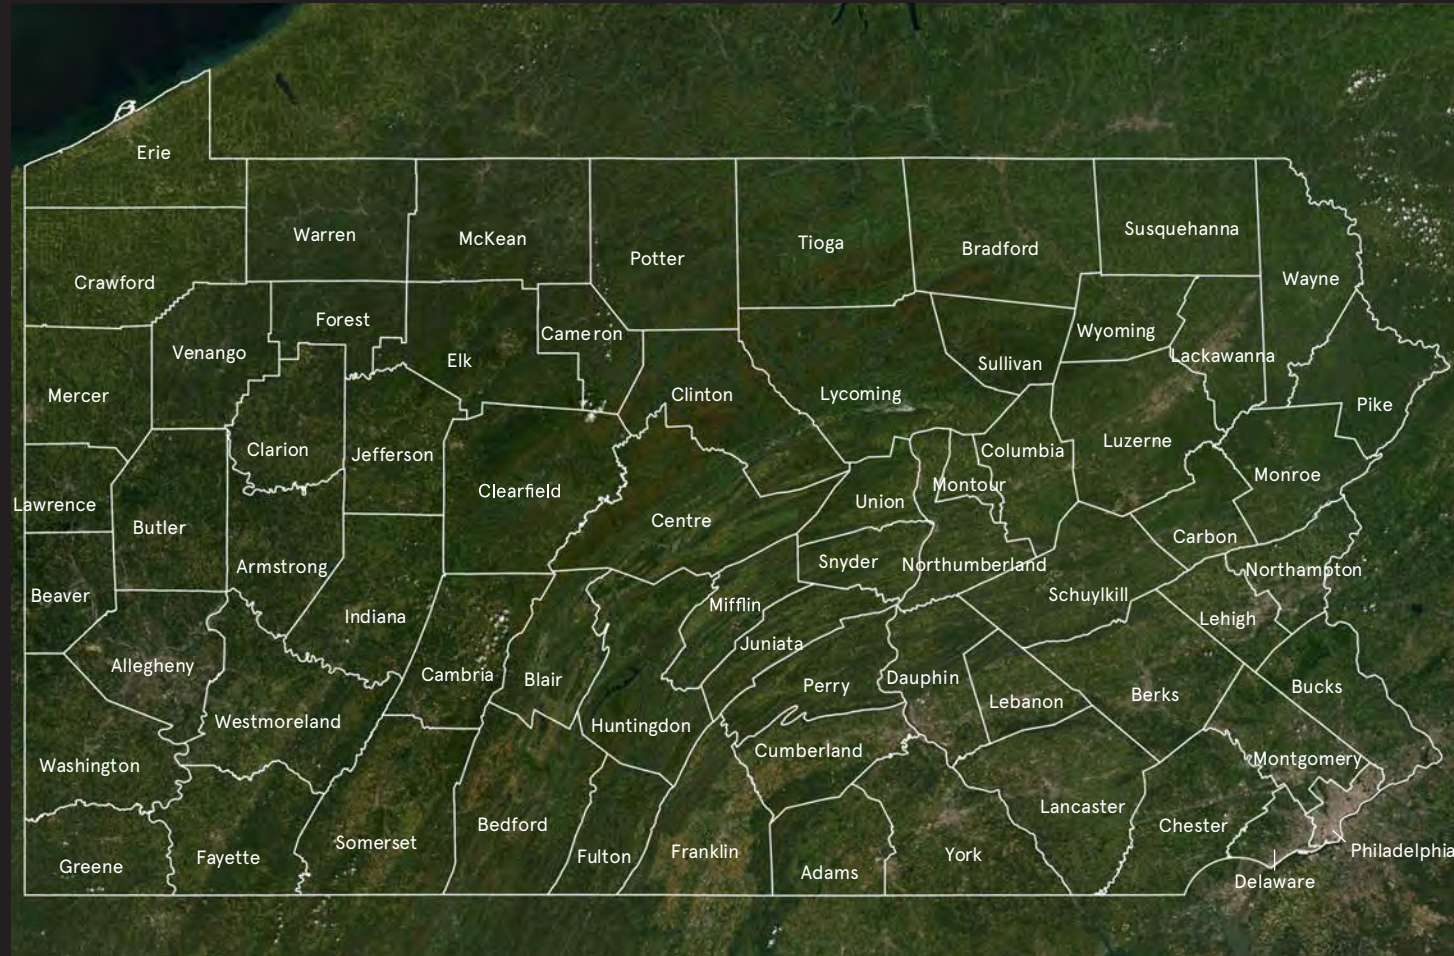 Erie
Warren
McKean
Potter
Tioga
Bradford
Susquehanna
Wayne
Crawford
Forest
Cameron
Venango
Elk
Wyoming
Lackawanna
Sullivan
Mercer
Clinton
Lycoming
Pike
Clarion
Jefferson
Columbia
Luzerne
Monroe
Lawrence
Clearfield
Montour
Union
Butler
Centre
Carbon
Armstrong
Snyder
Northumberland
Northampton
Beaver
Schuylkill
Mifflin
Indiana
Lehigh
Juniata
Allegheny
Cambria
Blair
Perry
Dauphin
Bucks
Berks
Lebanon
Westmoreland
Huntingdon
Cumberland
Washington
Montgomery
Lancaster
Bedford
Chester
Somerset
Philadelphia
Greene
Fayette
Fulton
Franklin
Adams
York
Delaware